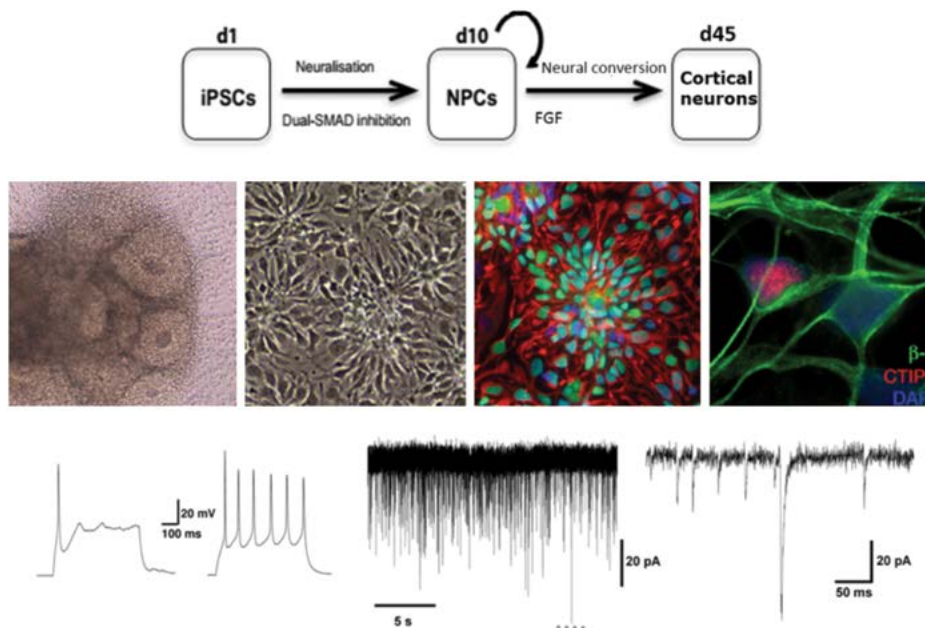 d1
d10
d45
iPSCs
Neuralisation
Dual-SMAD inhibition
NPCs
Neural conversion
FGF
Cortical
neurons
β-
CTIP
DAP
20 mV
100 ms
5 s
20 pA
20 pA
50 ms